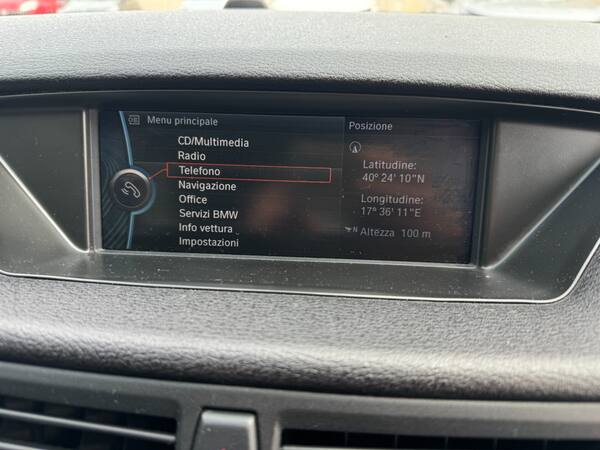 Menu principale
CD/Multimedia
Radio
Telefono
Navigazione
Office
Servizi BMW
Info vettura
Impostazioni
Posizione
Latitudine:
40° 24' 10"N
Longitudine:
17° 36' 11"E
N Altezza 100 m